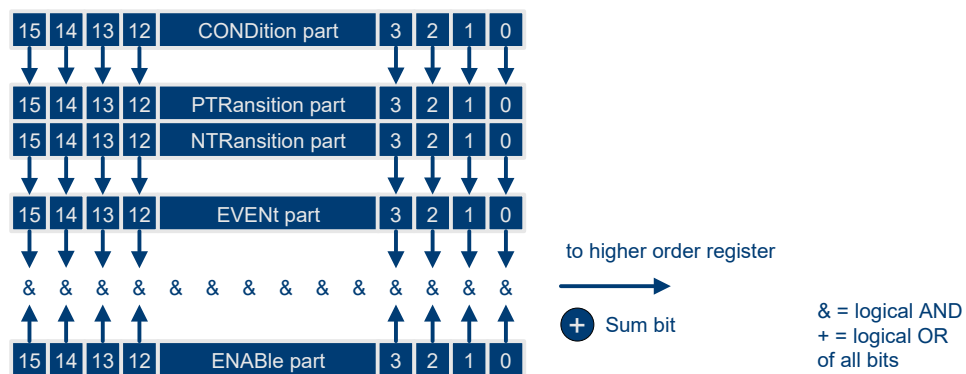 15 14 13 12 CONDition part 3 2 1 0
15 14 13 12 PTRansition part 3 2 1 0
15 14 13 12 NTRansition part 3 2 1 0
15 14 13 12 EVENt part 3 2 1 0
to higher order register
& & & & & & & & & & & & & &
+ Sum bit
& = logical AND
+ = logical OR
of all bits
15 14 13 12 ENABle part 3 2 1 0